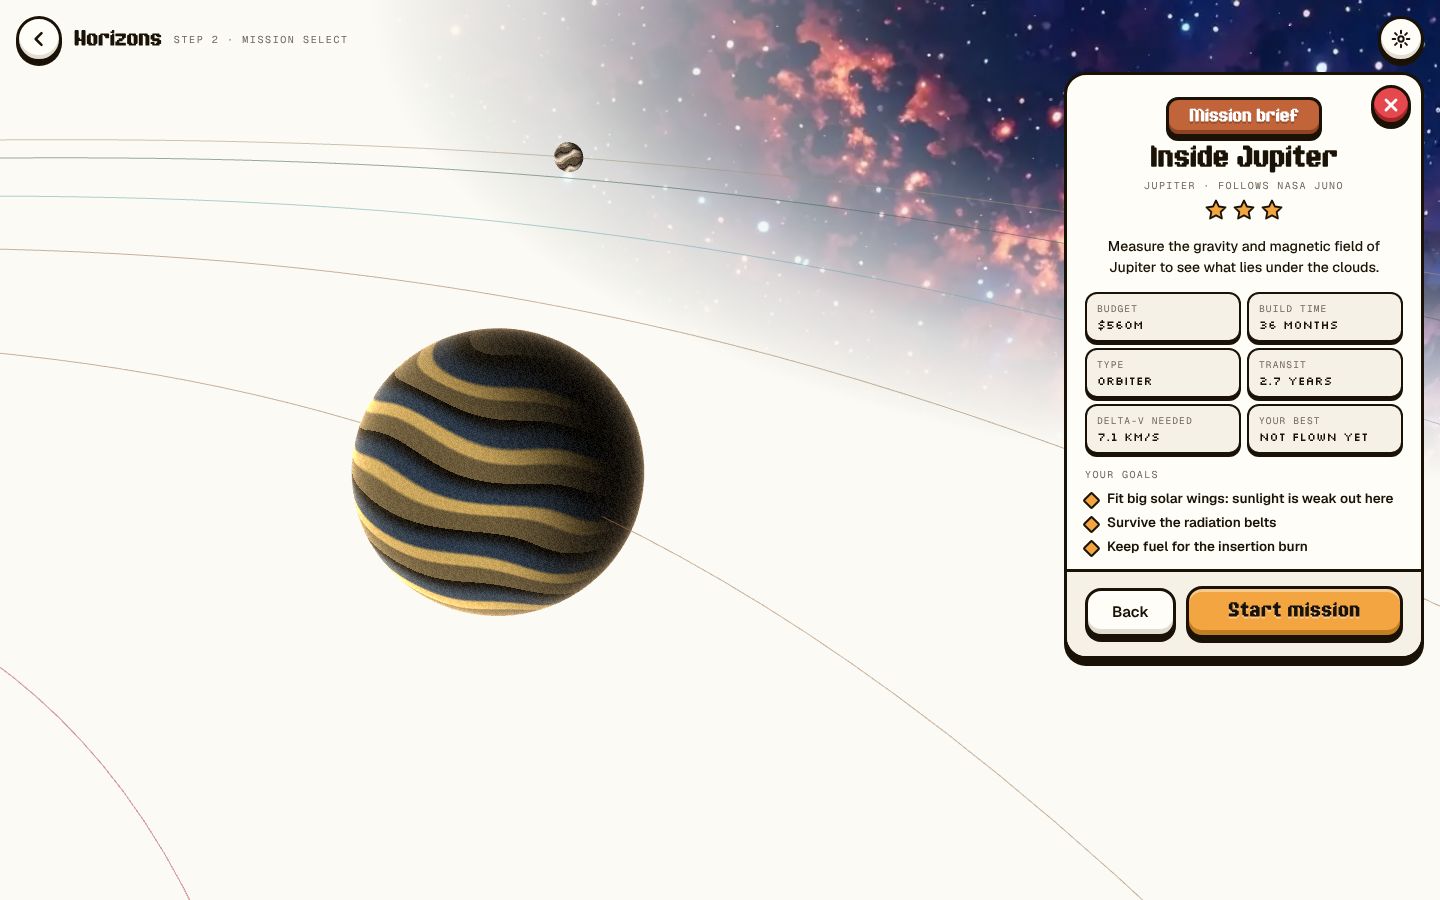 Horizons
STEP 2 · MISSION SELECT
Mission brief
Inside Jupiter
JUPITER · FOLLOWS NASA JUNO
Measure the gravity and magnetic field of
Jupiter to see what lies under the clouds.
BUDGET
$560M
BUILD TIME
36 MONTHS
TYPE
ORBITER
TRANSIT
2.7 YEARS
DELTA-V NEEDED
7.1 KM/S
YOUR BEST
NOT FLOWN YET
YOUR GOALS
Fit big solar wings: sunlight is weak out here
Survive the radiation belts
Keep fuel for the insertion burn
Back
Start mission